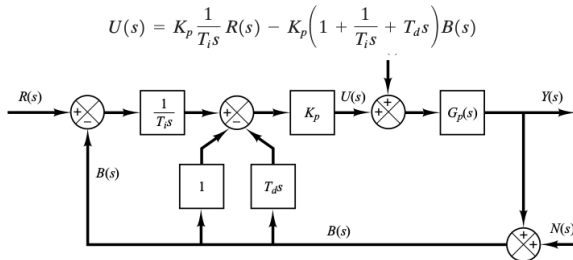 U(s) = K_p 1/(T_i s) R(s) − K_p(1 + 1/(T_i s) + T_d s)B(s)
R(s) + − 1/(T_i s) + − K_p U(s) + + G_p(s) Y(s)
B(s)
1 T_d s
B(s) + + N(s)